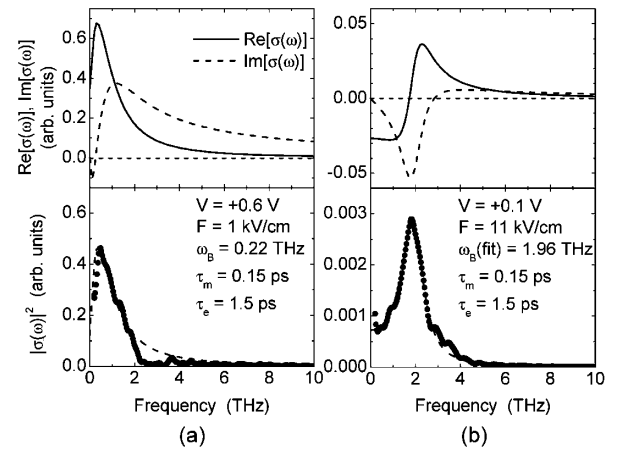 0.6
0.4
0.2
0.0
Re[σ(ω)], Im[σ(ω)]
(arb. units)
Re[σ(ω)]
Im[σ(ω)]
0.05
0.00
-0.05
0.6
0.4
0.2
0.0
|σ(ω)|² (arb. units)
V = +0.6 V
F = 1 kV/cm
ω_B = 0.22 THz
τ_m = 0.15 ps
τ_e = 1.5 ps
0.003
0.002
0.001
0.000
V = +0.1 V
F = 11 kV/cm
ω_B(fit) = 1.96 THz
τ_m = 0.15 ps
τ_e = 1.5 ps
0 2 4 6 8 10
0 2 4 6 8 10
Frequency (THz)
Frequency (THz)
(a)
(b)